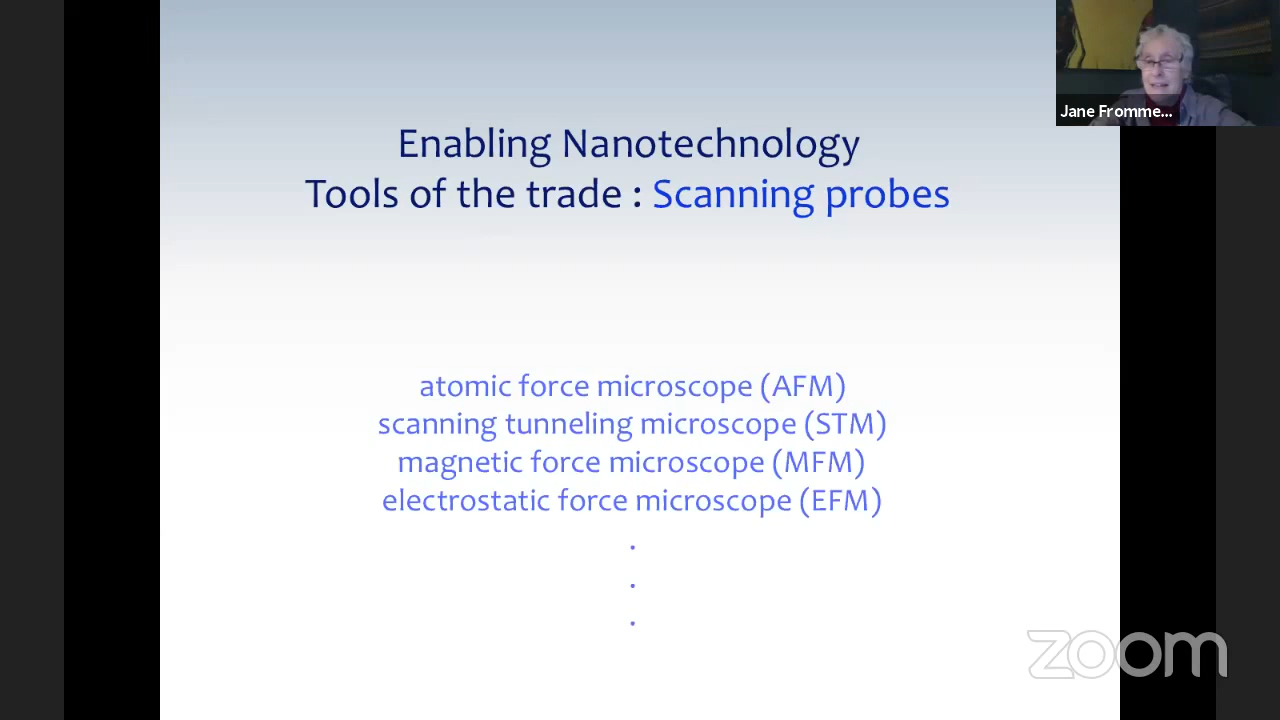 Enabling Nanotechnology
Tools of the trade : Scanning probes
Jane Fromme...
atomic force microscope (AFM)
scanning tunneling microscope (STM)
magnetic force microscope (MFM)
electrostatic force microscope (EFM)
.
.
.
zoom